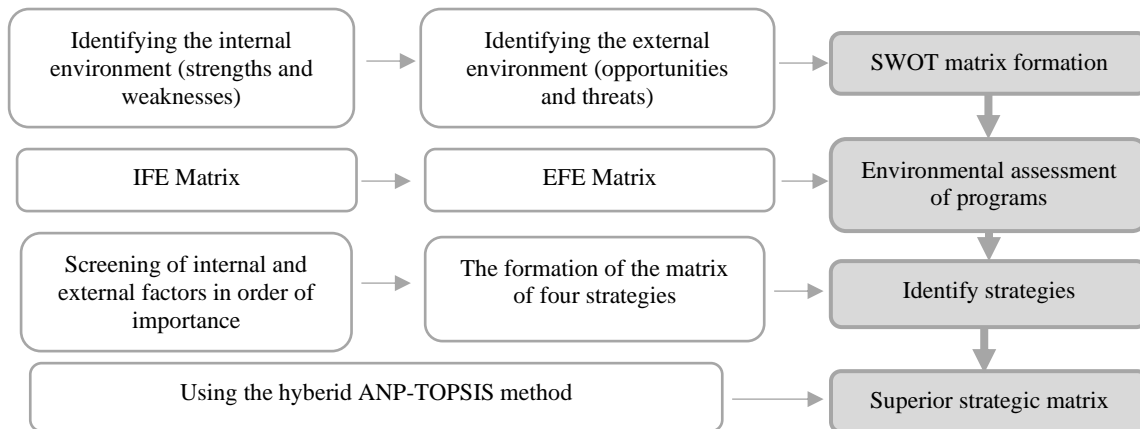 Identifying the internal
environment (strengths and
weaknesses)
Identifying the external
environment (opportunities
and threats)
SWOT matrix formation
IFE Matrix
EFE Matrix
Environmental assessment
of programs
Screening of internal and
external factors in order of
importance
The formation of the matrix
of four strategies
Identify strategies
Using the hyberid ANP-TOPSIS method
Superior strategic matrix